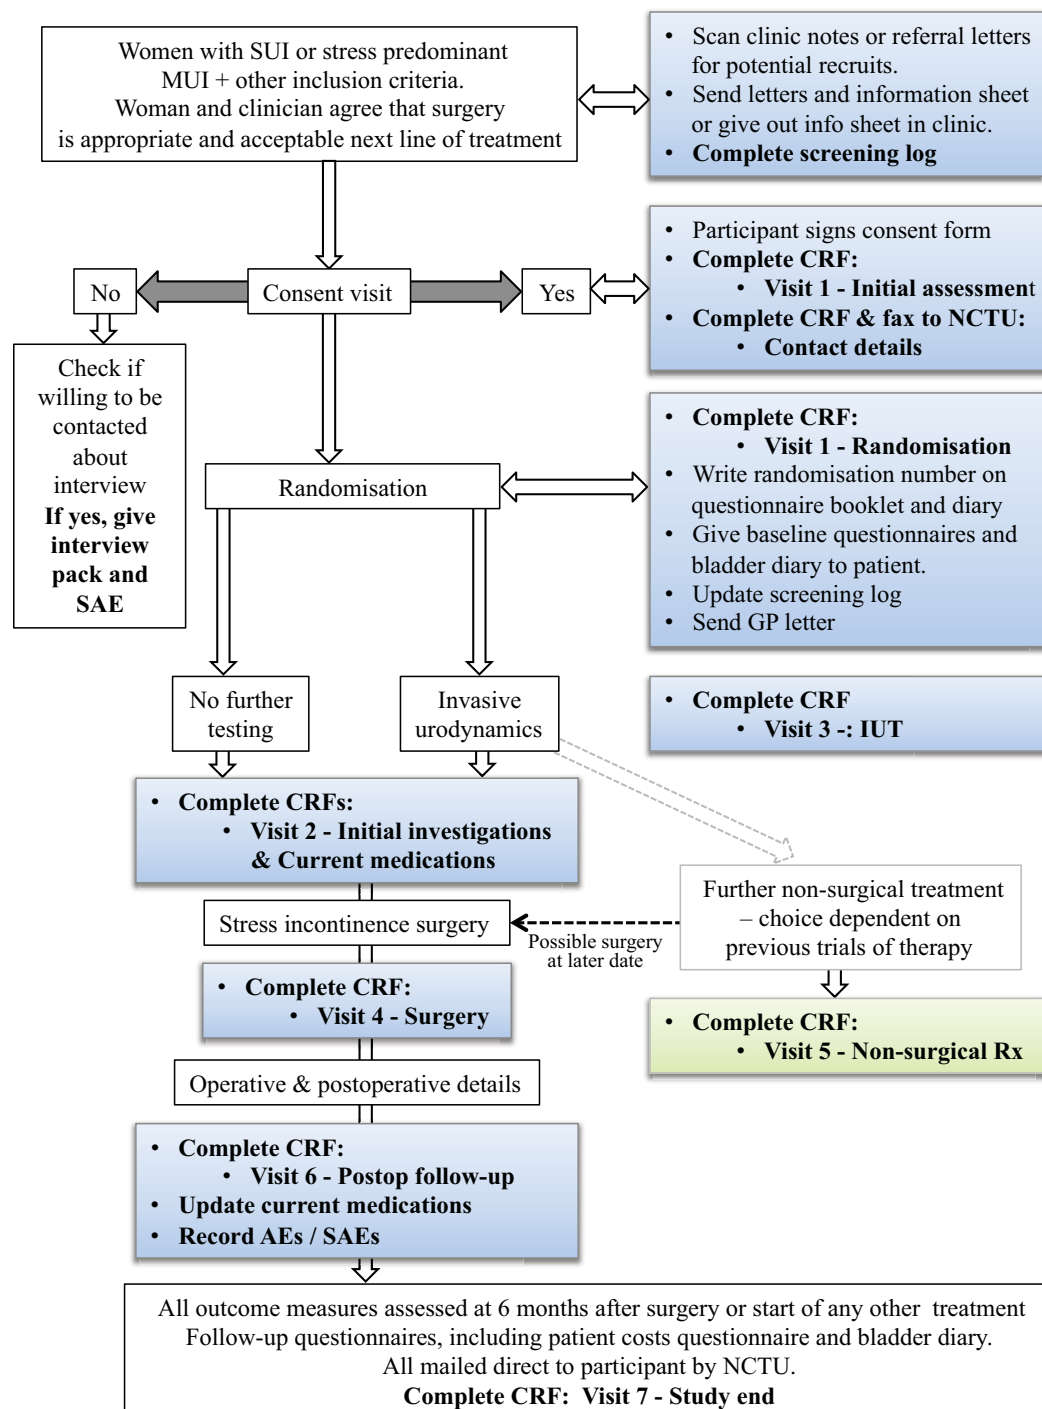 Women with SUI or stress predominant
MUI + other inclusion criteria.
Woman and clinician agree that surgery
is appropriate and acceptable next line of treatment
• Scan clinic notes or referral letters
for potential recruits.
• Send letters and information sheet
or give out info sheet in clinic.
• Complete screening log
No
Consent visit
Yes
• Participant signs consent form
• Complete CRF:
• Visit 1 - Initial assessment
• Complete CRF & fax to NCTU:
• Contact details
Check if
willing to be
contacted
about
interview
If yes, give
interview
pack and
SAE
Randomisation
• Complete CRF:
• Visit 1 - Randomisation
• Write randomisation number on
questionnaire booklet and diary
• Give baseline questionnaires and
bladder diary to patient.
• Update screening log
• Send GP letter
No further
testing
Invasive
urodynamics
• Complete CRF
• Visit 3 -: IUT
• Complete CRFs:
• Visit 2 - Initial investigations
& Current medications
Stress incontinence surgery
Possible surgery
at later date
Further non-surgical treatment
– choice dependent on
previous trials of therapy
• Complete CRF:
• Visit 4 - Surgery
• Complete CRF:
• Visit 5 - Non-surgical Rx
Operative & postoperative details
• Complete CRF:
• Visit 6 - Postop follow-up
• Update current medications
• Record AEs / SAEs
All outcome measures assessed at 6 months after surgery or start of any other treatment
Follow-up questionnaires, including patient costs questionnaire and bladder diary.
All mailed direct to participant by NCTU.
Complete CRF: Visit 7 - Study end